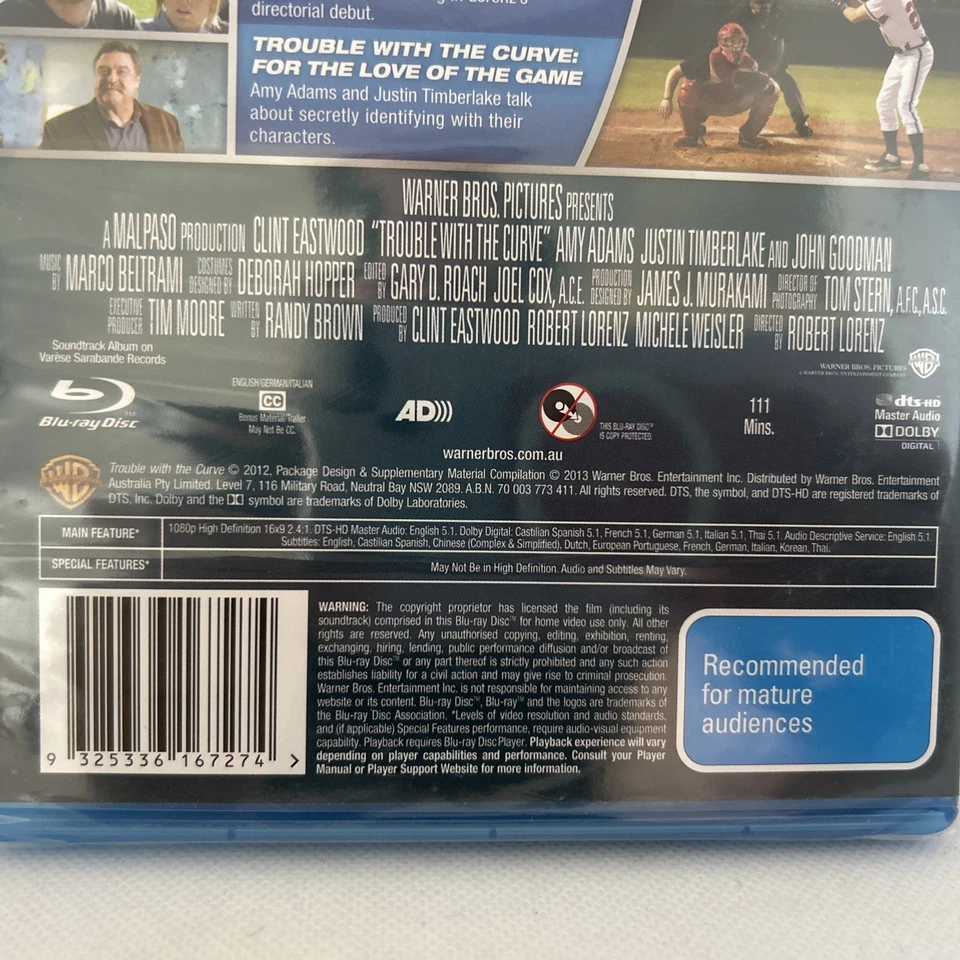 directorial debut.
TROUBLE WITH THE CURVE:
FOR THE LOVE OF THE GAME
Amy Adams and Justin Timberlake talk
about secretly identifying with their
characters.
WARNER BROS. PICTURES PRESENTS
A MALPASO PRODUCTION CLINT EASTWOOD "TROUBLE WITH THE CURVE" AMY ADAMS JUSTIN TIMBERLAKE AND JOHN GOODMAN
MUSIC BY MARCO BELTRAMI COSTUMES DESIGNED BY DEBORAH HOPPER EDITED BY GARY D. ROACH JOEL COX, A.C.E. PRODUCTION DESIGNED BY JAMES J. MURAKAMI DIRECTOR OF PHOTOGRAPHY TOM STERN, A.F.C., A.S.C.
EXECUTIVE PRODUCER TIM MOORE WRITTEN BY RANDY BROWN PRODUCED BY CLINT EASTWOOD ROBERT LORENZ MICHELE WEISLER DIRECTED BY ROBERT LORENZ
Soundtrack Album on
Varèse Sarabande Records
WARNER BROS. PICTURES
A WARNER BROS. ENTERTAINMENT COMPANY
WB
Blu-ray Disc™
ENGLISH/GERMAN/ITALIAN
CC
Bonus Material/Trailer
May Not Be CC.
AD)))
THIS BLU-RAY DISC™
IS COPY PROTECTED.
111
Mins.
dts-HD
Master Audio
DOLBY
DIGITAL
warnerbros.com.au
WB
Trouble with the Curve © 2012, Package Design & Supplementary Material Compilation © 2013 Warner Bros. Entertainment Inc. Distributed by Warner Bros. Entertainment
Australia Pty Limited. Level 7, 116 Military Road, Neutral Bay NSW 2089. A.B.N. 70 003 773 411. All rights reserved. DTS, the symbol, and DTS-HD are registered trademarks of
DTS, Inc. Dolby and the DD symbol are trademarks of Dolby Laboratories.
MAIN FEATURE*
1080p High Definition 16x9 2.4:1. DTS-HD Master Audio: English 5.1. Dolby Digital: Castilian Spanish 5.1, French 5.1, German 5.1, Italian 5.1, Thai 5.1. Audio Descriptive Service: English 5.1.
Subtitles: English, Castilian Spanish, Chinese (Complex & Simplified), Dutch, European Portuguese, French, German, Italian, Korean, Thai.
SPECIAL FEATURES*
May Not Be in High Definition. Audio and Subtitles May Vary.
WARNING: The copyright proprietor has licensed the film (including its
soundtrack) comprised in this Blu-ray Disc™ for home video use only. All other
rights are reserved. Any unauthorised copying, editing, exhibition, renting,
exchanging, hiring, lending, public performance diffusion and/or broadcast of
this Blu-ray Disc™ or any part thereof is strictly prohibited and any such action
establishes liability for a civil action and may give rise to criminal prosecution.
Warner Bros. Entertainment Inc. is not responsible for maintaining access to any
website or its content. Blu-ray Disc™, Blu-ray™ and the logos are trademarks of
the Blu-ray Disc Association. *Levels of video resolution and audio standards,
and (if applicable) Special Features performance, require audio-visual equipment
capability. Playback requires Blu-ray Disc Player. Playback experience will vary
depending on player capabilities and performance. Consult your Player
Manual or Player Support Website for more information.
9 325336 167274 >
Recommended
for mature
audiences